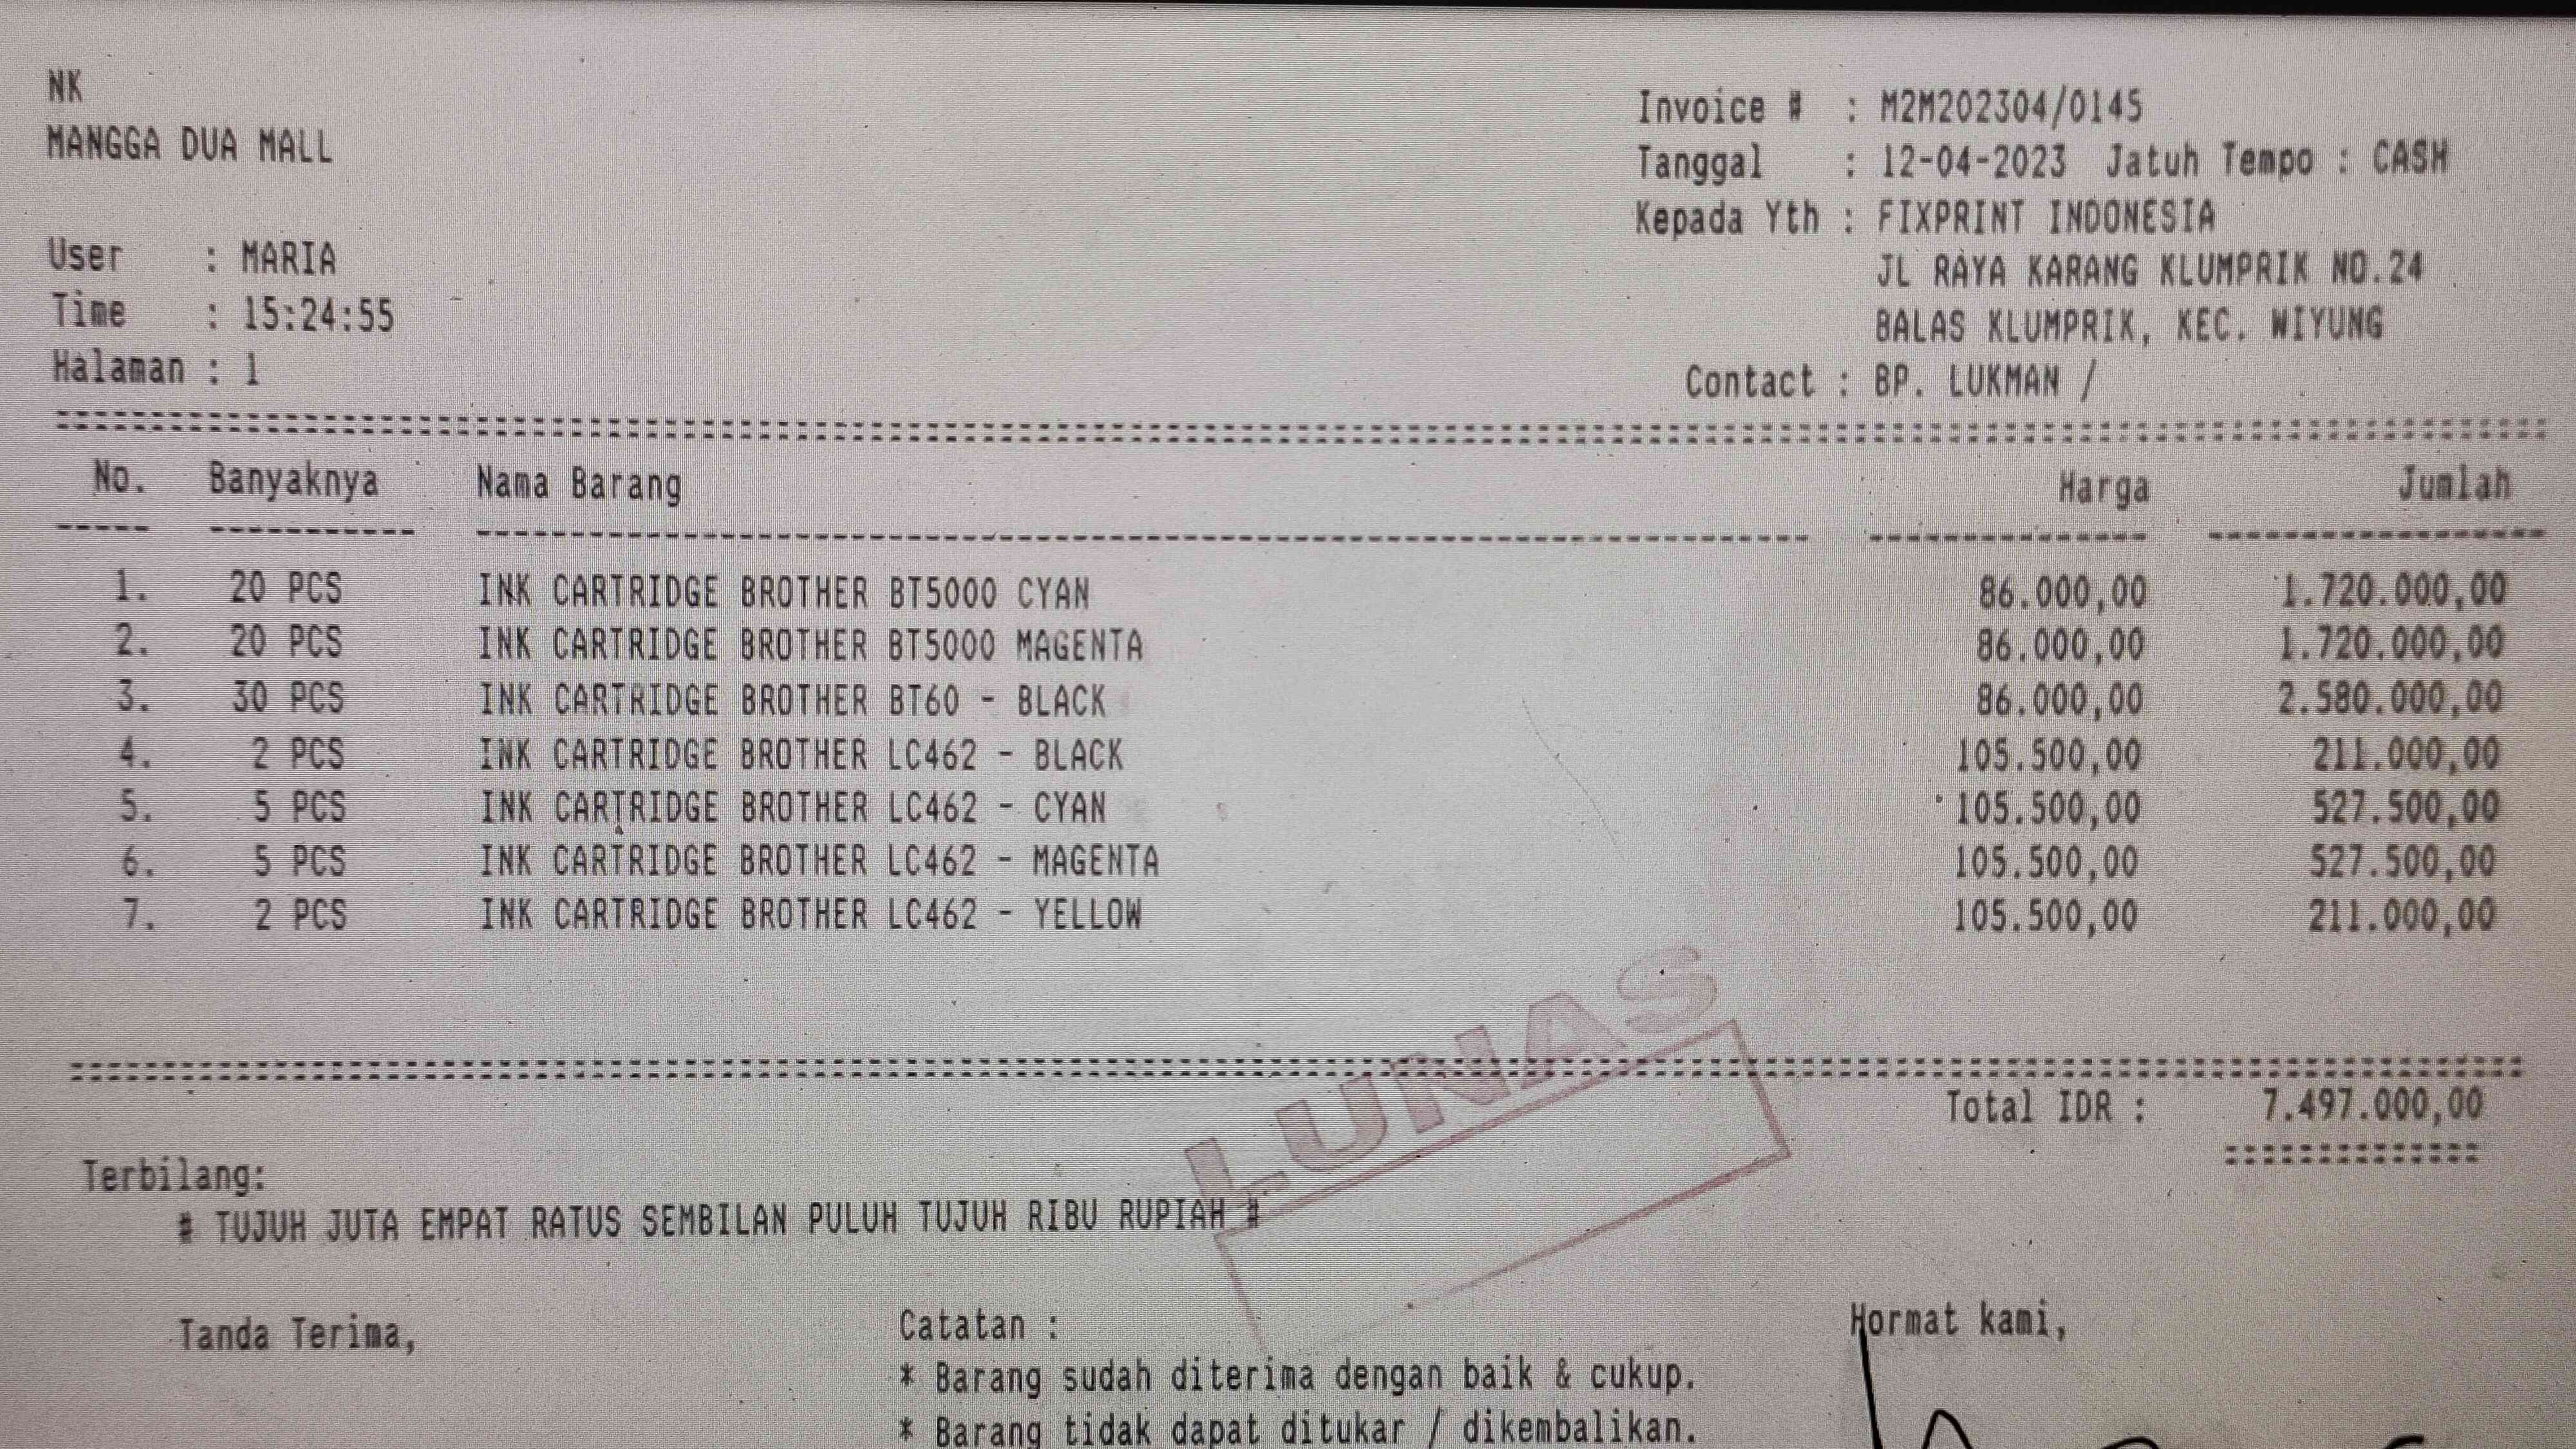 NK
MANGGA DUA MALL
Invoice # : M2M202304/0145
Tanggal : 12-04-2023 Jatuh Tempo : CASH
Kepada Yth : FIXPRINT INDONESIA
JL RAYA KARANG KLUMPRIK NO.24
BALAS KLUMPRIK, KEC. WIYUNG
Contact : BP. LUKMAN /
User : MARIA
Time : 15:24:55
Halaman : 1
No. Banyaknya Nama Barang Harga Jumlah
1. 20 PCS INK CARTRIDGE BROTHER BT5000 CYAN 86.000,00 1.720.000,00
2. 20 PCS INK CARTRIDGE BROTHER BT5000 MAGENTA 86.000,00 1.720.000,00
3. 30 PCS INK CARTRIDGE BROTHER BT60 - BLACK 86.000,00 2.580.000,00
4. 2 PCS INK CARTRIDGE BROTHER LC462 - BLACK 105.500,00 211.000,00
5. 5 PCS INK CARTRIDGE BROTHER LC462 - CYAN 105.500,00 527.500,00
6. 5 PCS INK CARTRIDGE BROTHER LC462 - MAGENTA 105.500,00 527.500,00
7. 2 PCS INK CARTRIDGE BROTHER LC462 - YELLOW 105.500,00 211.000,00
LUNAS
Total IDR : 7.497.000,00
Terbilang:
# TUJUH JUTA EMPAT RATUS SEMBILAN PULUH TUJUH RIBU RUPIAH #
Tanda Terima,
Catatan :
* Barang sudah diterima dengan baik & cukup.
* Barang tidak dapat ditukar / dikembalikan.
Hormat kami,